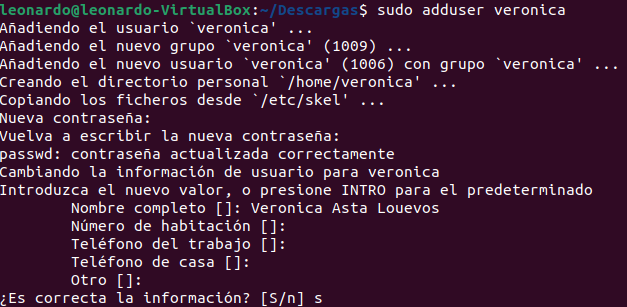 leonardo@leonardo-VirtualBox:~/Descargas$ sudo adduser veronica
Añadiendo el usuario `veronica' ...
Añadiendo el nuevo grupo `veronica' (1009) ...
Añadiendo el nuevo usuario `veronica' (1006) con grupo `veronica' ...
Creando el directorio personal `/home/veronica' ...
Copiando los ficheros desde `/etc/skel' ...
Nueva contraseña:
Vuelva a escribir la nueva contraseña:
passwd: contraseña actualizada correctamente
Cambiando la información de usuario para veronica
Introduzca el nuevo valor, o presione INTRO para el predeterminado
Nombre completo []: Veronica Asta Louevos
Número de habitación []:
Teléfono del trabajo []:
Teléfono de casa []:
Otro []:
¿Es correcta la información? [S/n] s